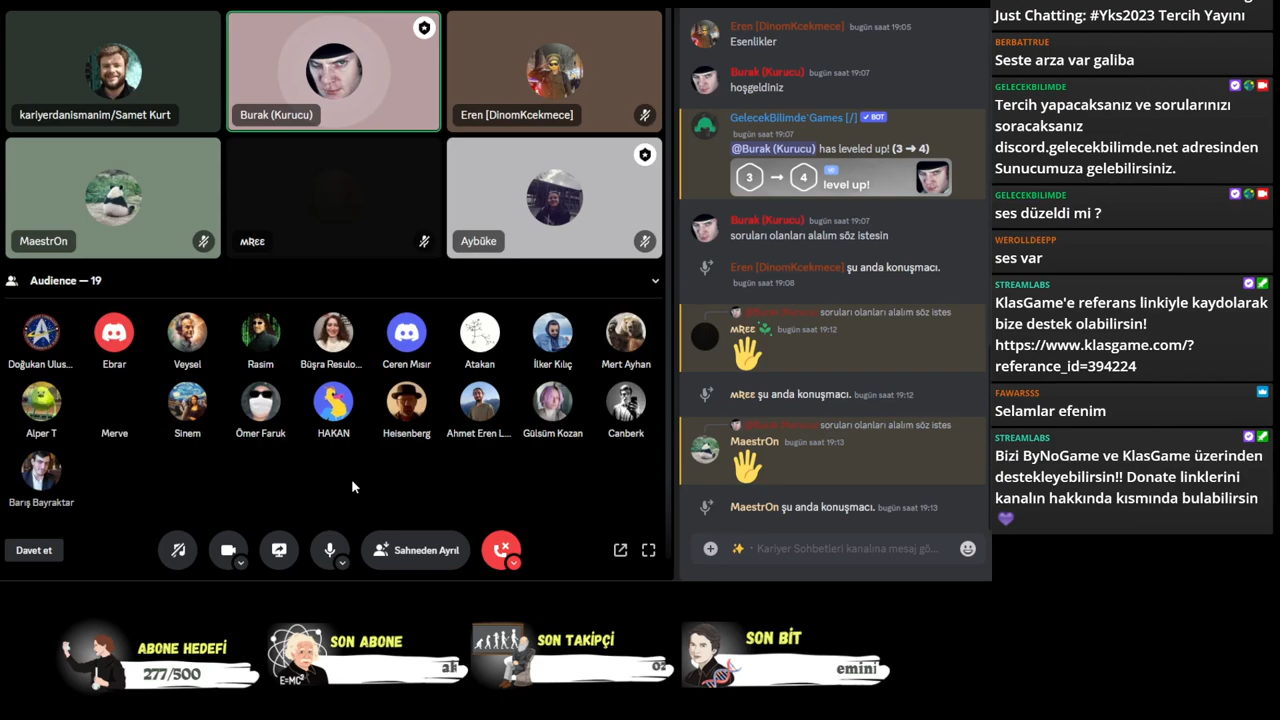 kariyerdanismanim/Samet Kurt
Burak (Kurucu)
Eren [DinomKcekmece]
MaestrOn
ᴍRᴇᴇ
Aybüke
Audience — 19
Doğukan Ulus...
Ebrar
Veysel
Rasim
Büşra Resulo...
Ceren Mısır
Atakan
İlker Kılıç
Mert Ayhan
Alper T
Merve
Sinem
Ömer Faruk
HAKAN
Heisenberg
Ahmet Eren L...
Gülsüm Kozan
Canberk
Barış Bayraktar
Davet et
Sahneden Ayrıl
Eren [DinomKcekmece] bugün saat 19:05
Esenlikler
Burak (Kurucu) bugün saat 19:07
hoşgeldiniz
GelecekBilimde Games [/] ✓ BOT
bugün saat 19:07
@Burak (Kurucu) has leveled up! (3 ➔ 4)
3 → 4 level up!
Burak (Kurucu) bugün saat 19:07
soruları olanları alalım söz istesin
Eren [DinomKcekmece] şu anda konuşmacı.
bugün saat 19:08
@Burak (Kurucu) soruları olanları alalım söz istes
ᴍRᴇᴇ bugün saat 19:12
ᴍRᴇᴇ şu anda konuşmacı. bugün saat 19:12
@Burak (Kurucu) soruları olanları alalım söz istes
MaestrOn bugün saat 19:13
MaestrOn şu anda konuşmacı. bugün saat 19:13
Kariyer Sohbetleri kanalına mesaj gö...
Just Chatting: #Yks2023 Tercih Yayını
BERBATTRUE
Seste arza var galiba
GELECEKBILIMDE
Tercih yapacaksanız ve sorularınızı
soracaksanız
discord.gelecekbilimde.net adresinden
Sunucumuza gelebilirsiniz.
GELECEKBILIMDE
ses düzeldi mi ?
WEROLLDEEPP
ses var
STREAMLABS
KlasGame'e referans linkiyle kaydolarak
bize destek olabilirsin!
https://www.klasgame.com/?
referance_id=394224
FAWARSSS
Selamlar efenim
STREAMLABS
Bizi ByNoGame ve KlasGame üzerinden
destekleyebilirsin!! Donate linklerini
kanalın hakkında kısmında bulabilirsin
💜
ABONE HEDEFİ
277/500
SON ABONE
E=MC²
SON TAKİPÇİ
SON BİT
emini